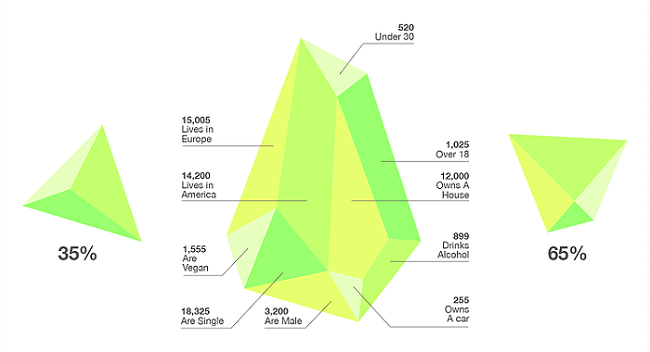 520
Under 30
15,005
Lives in
Europe
1,025
Over 18
14,200
Lives in
America
12,000
Owns A
House
35%
1,555
Are
Vegan
899
Drinks
Alcohol
65%
18,325
Are Single
3,200
Are Male
255
Owns
A car